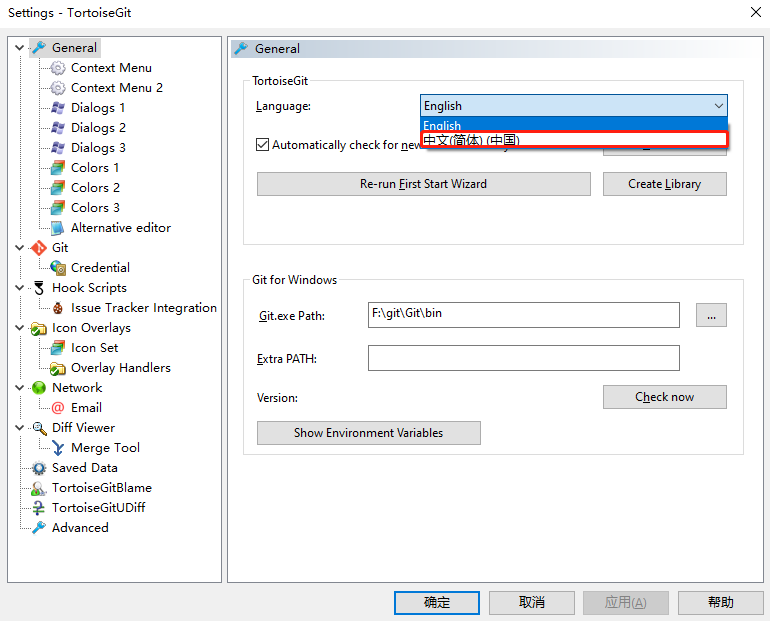 Settings - TortoiseGit
General
Context Menu
Context Menu 2
Dialogs 1
Dialogs 2
Dialogs 3
Colors 1
Colors 2
Colors 3
Alternative editor
Git
Credential
Hook Scripts
Issue Tracker Integration
Icon Overlays
Icon Set
Overlay Handlers
Network
Email
Diff Viewer
Merge Tool
Saved Data
TortoiseGitBlame
TortoiseGitUDiff
Advanced
General
TortoiseGit
Language:
English
English
中文(简体) (中国)
Automatically check for new
Re-run First Start Wizard
Create Library
Git for Windows
Git.exe Path:
F:\git\Git\bin
...
Extra PATH:
Version:
Check now
Show Environment Variables
确定
取消
应用(A)
帮助